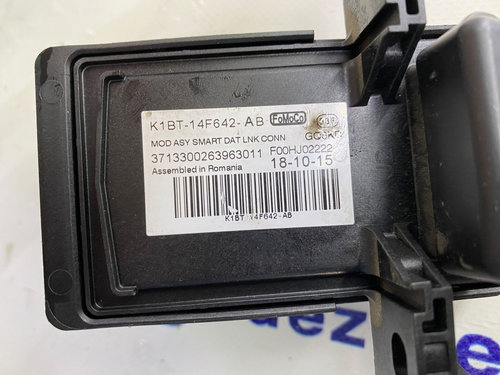 K1BT-14F642-AB FoMoCo
MOD ASY SMART DAT LNK CONN
3713300263963011 F00HJ02222
Assembled in Romania 18-10-15
K1BT 14F642-AB